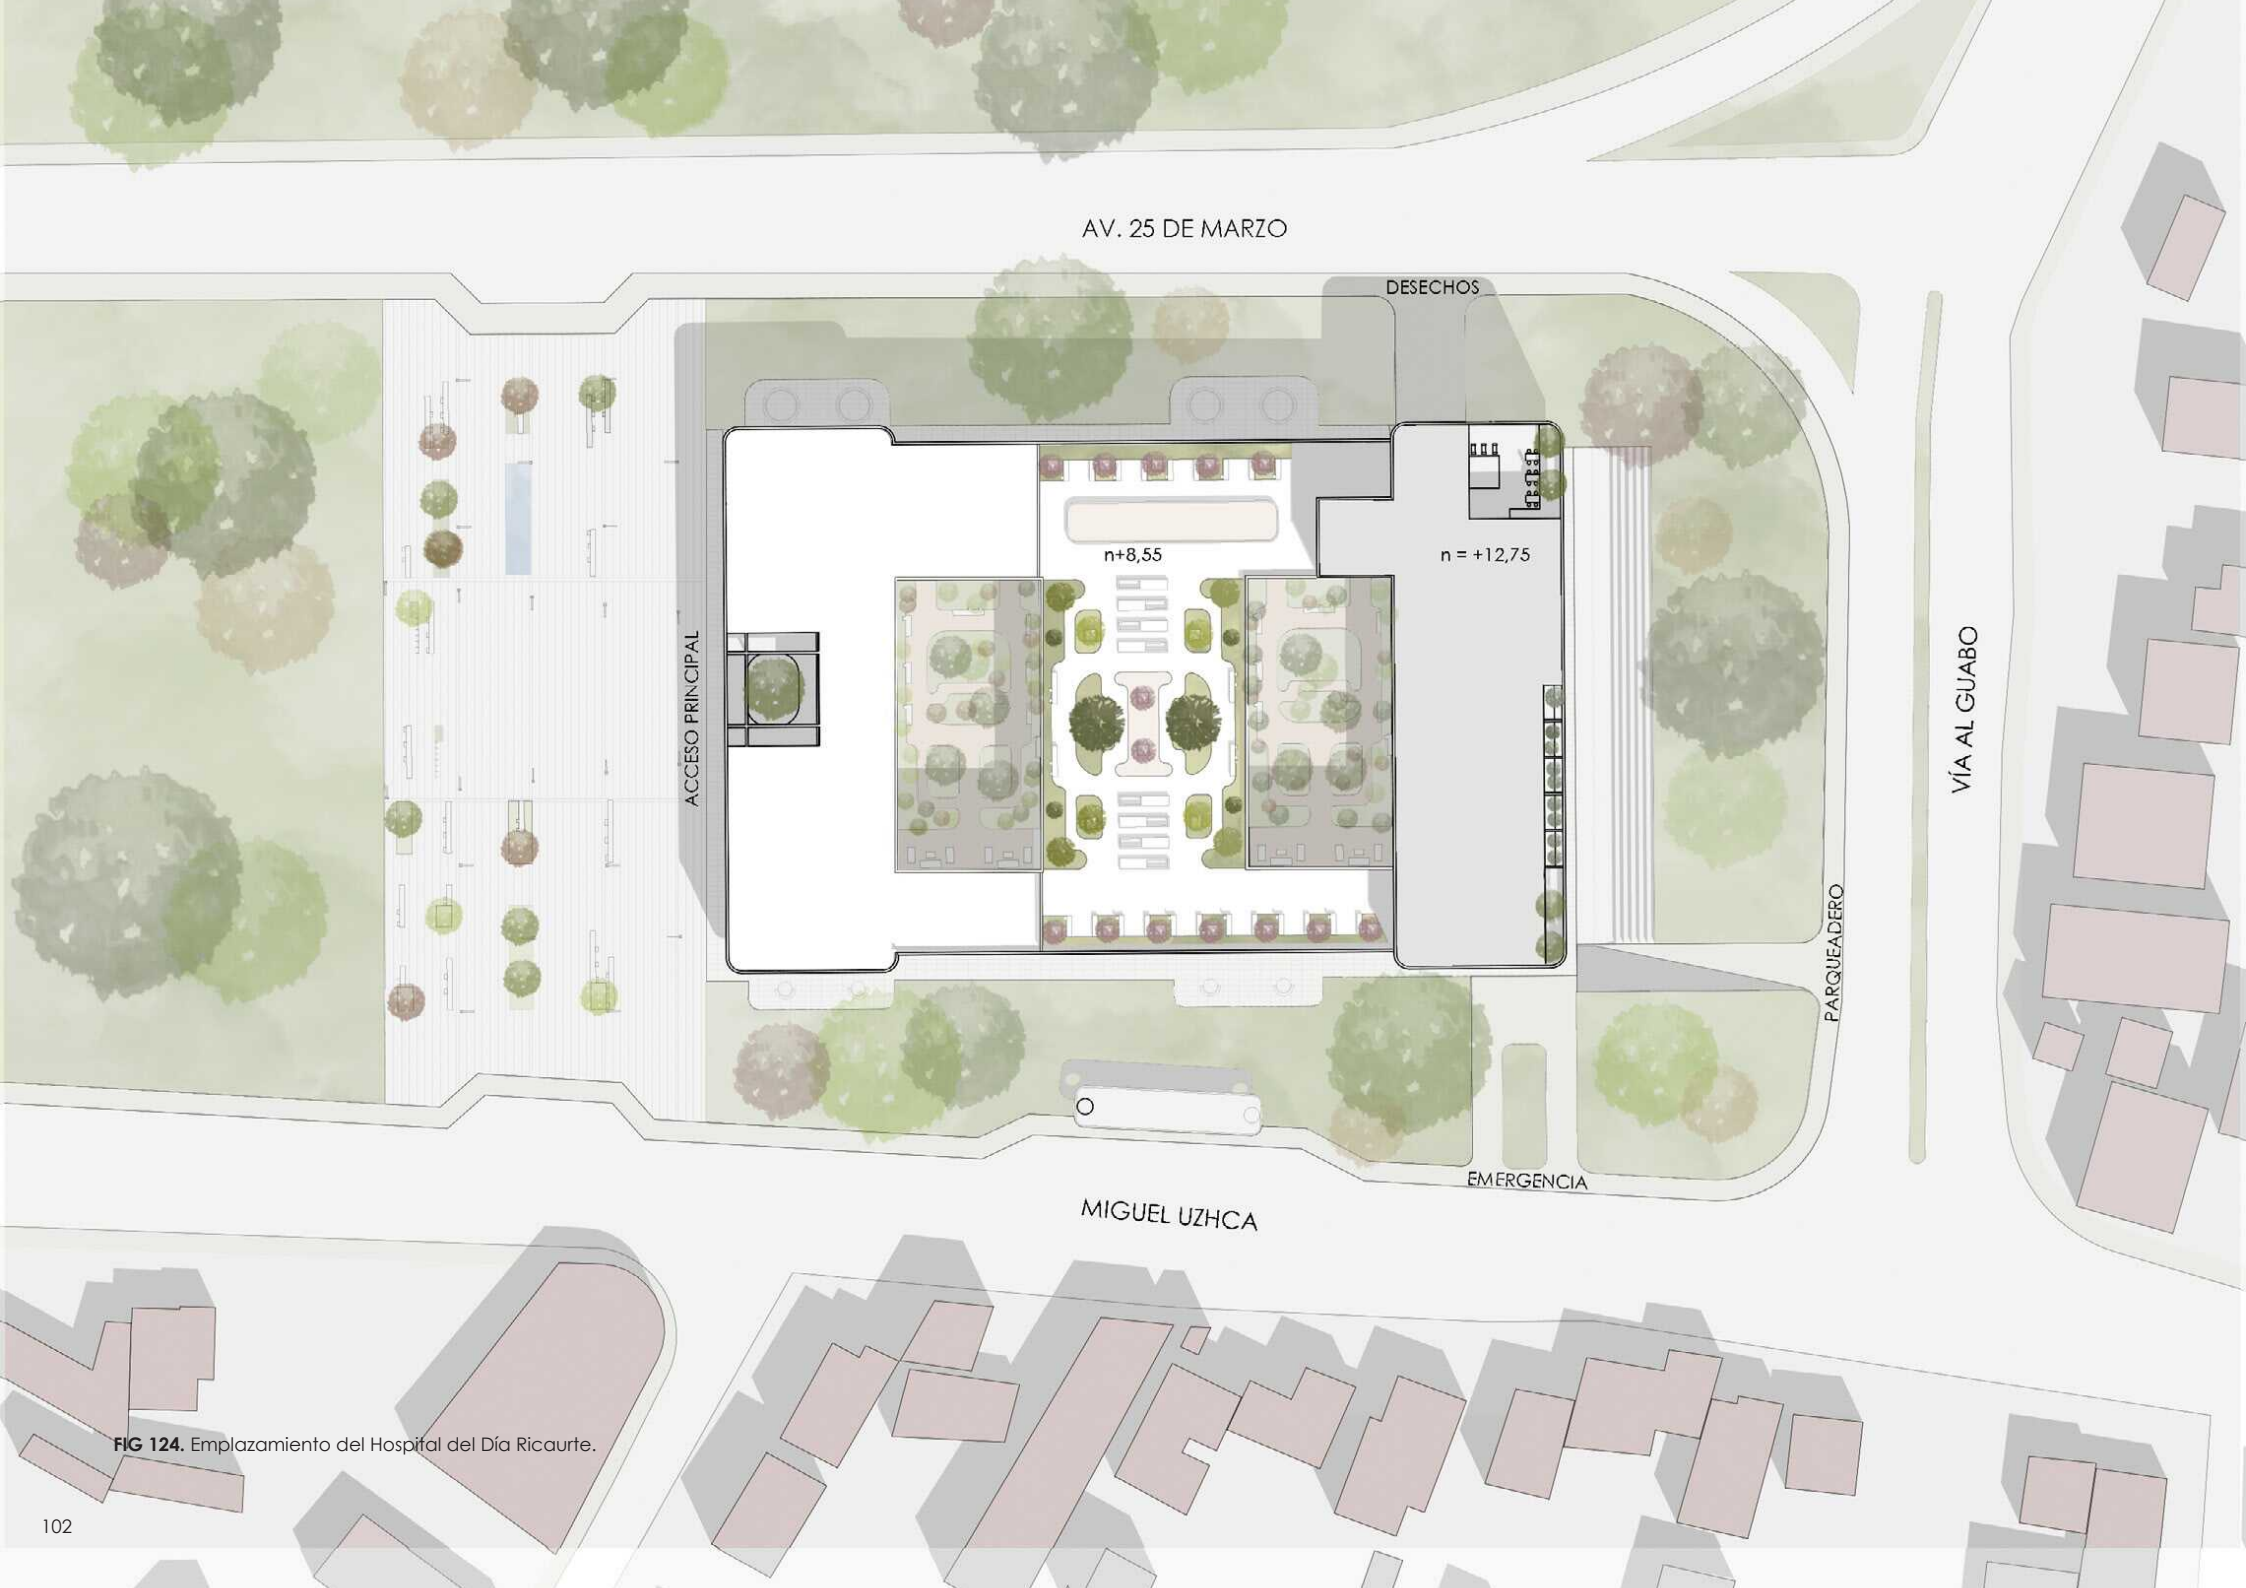 AV. 25 DE MARZO
DESECHOS
n+8,55
n = +12,75
ACCESO PRINCIPAL
VÍA AL GUABO
PARQUEADERO
EMERGENCIA
MIGUEL UZHCA
FIG 124. Emplazamiento del Hospital del Día Ricaurte.
102